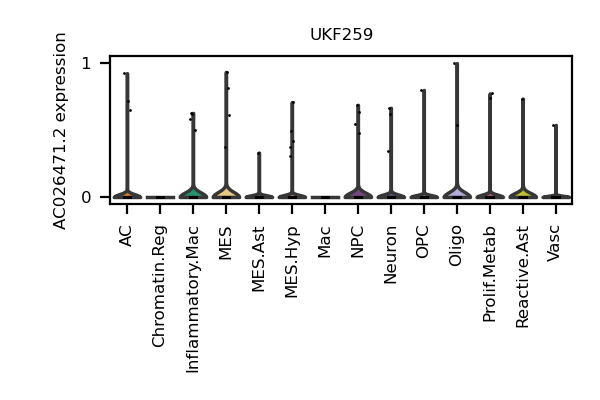 UKF259
AC026471.2 expression
1
0
AC
Chromatin.Reg
Inflammatory.Mac
MES
MES.Ast
MES.Hyp
Mac
NPC
Neuron
OPC
Oligo
Prolif.Metab
Reactive.Ast
Vasc